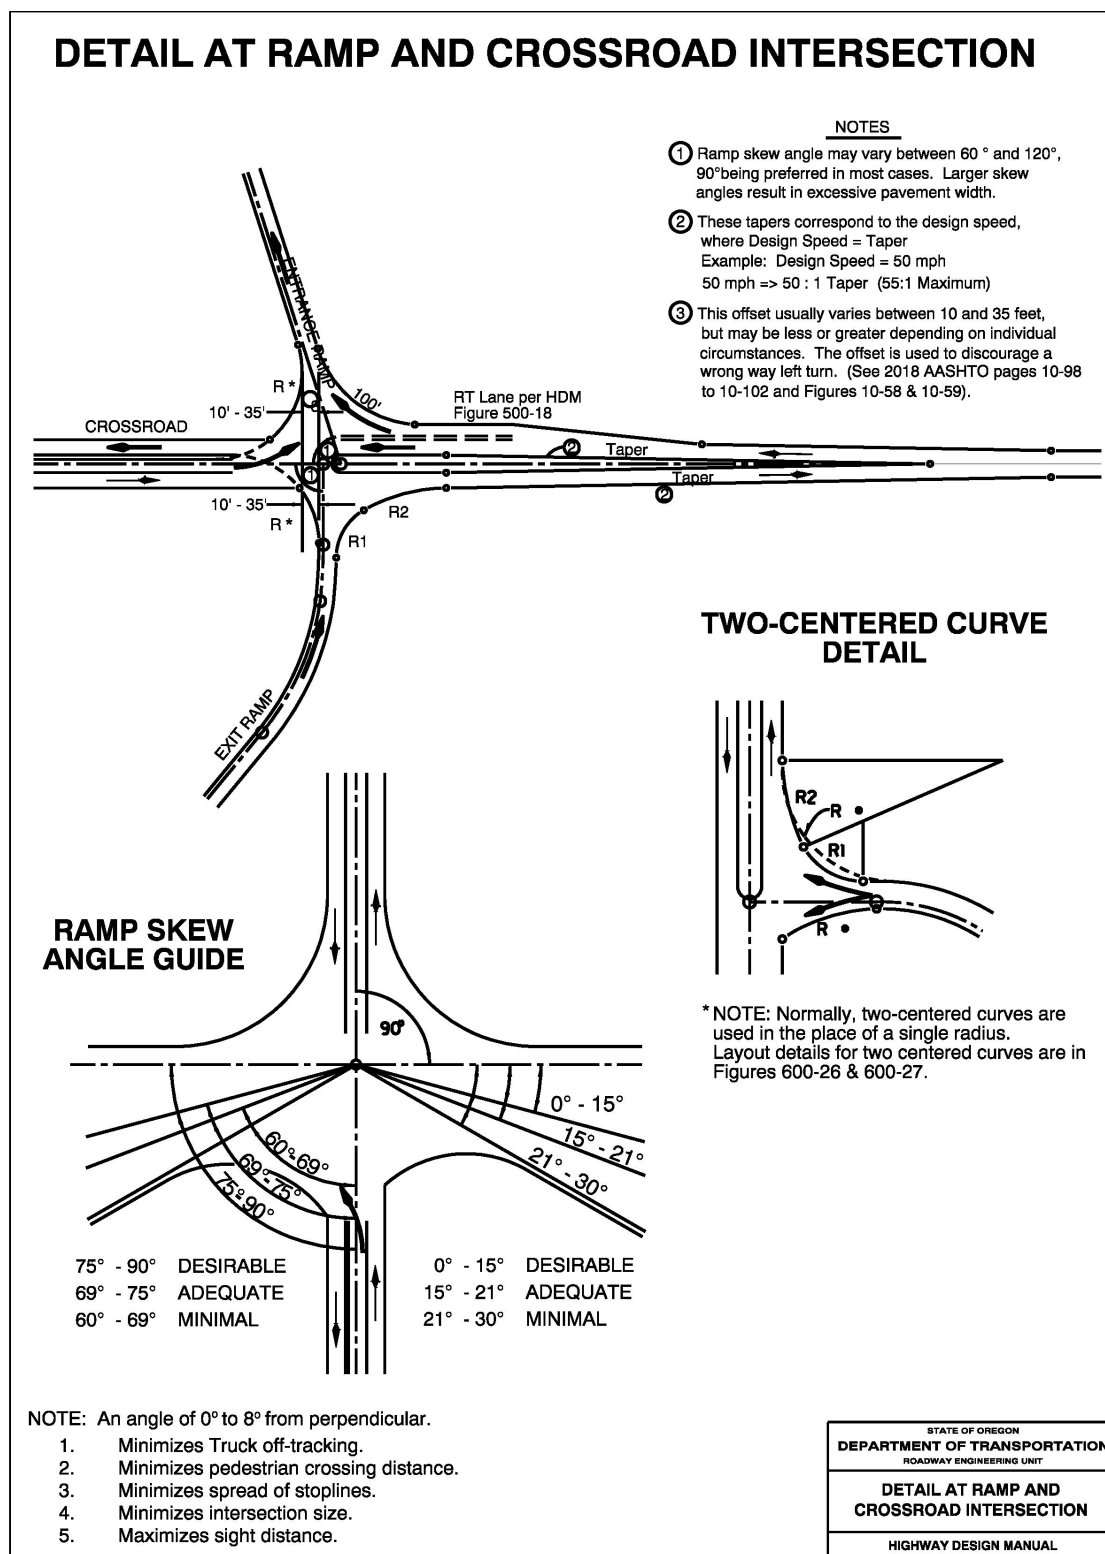 DETAIL AT RAMP AND CROSSROAD INTERSECTION
NOTES
1 Ramp skew angle may vary between 60 ° and 120°,
90°being preferred in most cases. Larger skew
angles result in excessive pavement width.
2 These tapers correspond to the design speed,
where Design Speed = Taper
Example: Design Speed = 50 mph
50 mph => 50 : 1 Taper (55:1 Maximum)
3 This offset usually varies between 10 and 35 feet,
but may be less or greater depending on individual
circumstances. The offset is used to discourage a
wrong way left turn. (See 2018 AASHTO pages 10-98
to 10-102 and Figures 10-58 & 10-59).
ENTRANCE RAMP
R *
3
100'
10' - 35'
RT Lane per HDM
Figure 500-18
CROSSROAD
1
2
Taper
1
Taper
2
10' - 35'
R *
R2
R1
EXIT RAMP
TWO-CENTERED CURVE
DETAIL
R2
R
R1
R
* NOTE: Normally, two-centered curves are
used in the place of a single radius.
Layout details for two centered curves are in
Figures 600-26 & 600-27.
RAMP SKEW
ANGLE GUIDE
90°
0° - 15°
15° - 21°
21° - 30°
60°-69°
69°-75°
75°-90°
75° - 90° DESIRABLE
69° - 75° ADEQUATE
60° - 69° MINIMAL
0° - 15° DESIRABLE
15° - 21° ADEQUATE
21° - 30° MINIMAL
NOTE: An angle of 0° to 8° from perpendicular.
1. Minimizes Truck off-tracking.
2. Minimizes pedestrian crossing distance.
3. Minimizes spread of stoplines.
4. Minimizes intersection size.
5. Maximizes sight distance.
STATE OF OREGON
DEPARTMENT OF TRANSPORTATION
ROADWAY ENGINEERING UNIT
DETAIL AT RAMP AND
CROSSROAD INTERSECTION
HIGHWAY DESIGN MANUAL